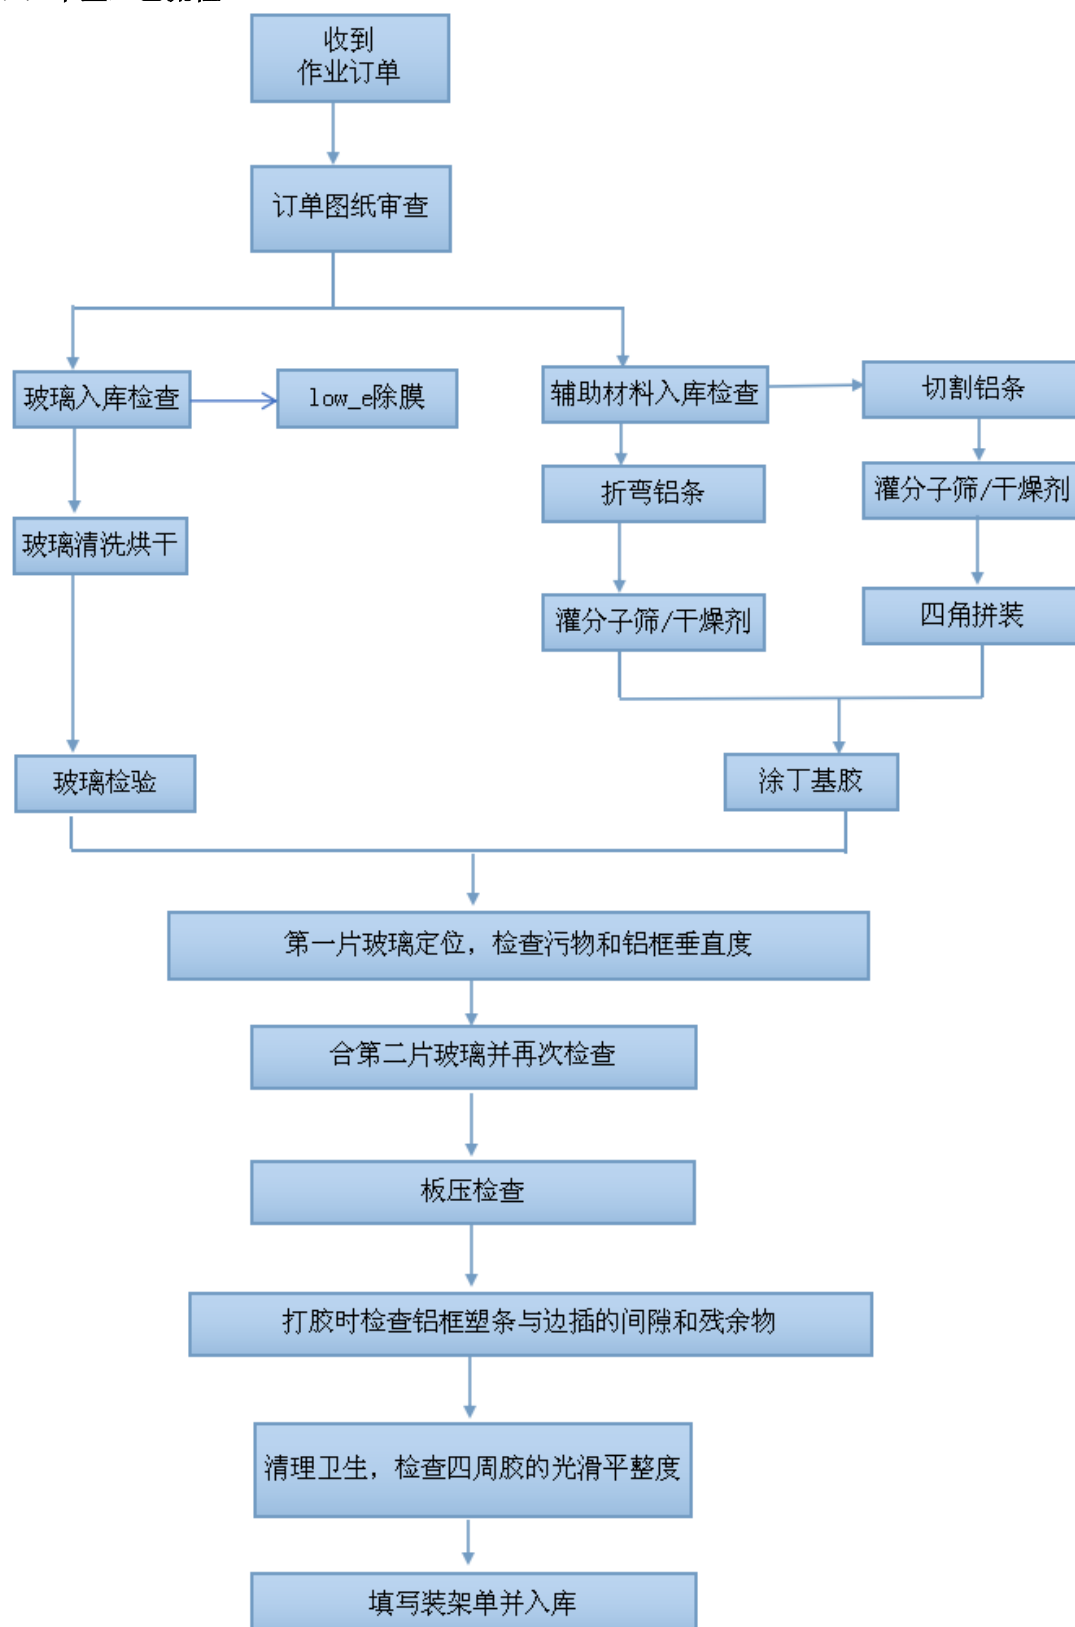 收到
作业订单
订单图纸审查
玻璃入库检查
low_e除膜
辅助材料入库检查
切割铝条
折弯铝条
灌分子筛/干燥剂
玻璃清洗烘干
灌分子筛/干燥剂
四角拼装
玻璃检验
涂丁基胶
第一片玻璃定位，检查污物和铝框垂直度
合第二片玻璃并再次检查
板压检查
打胶时检查铝框塑条与边插的间隙和残余物
清理卫生，检查四周胶的光滑平整度
填写装架单并入库